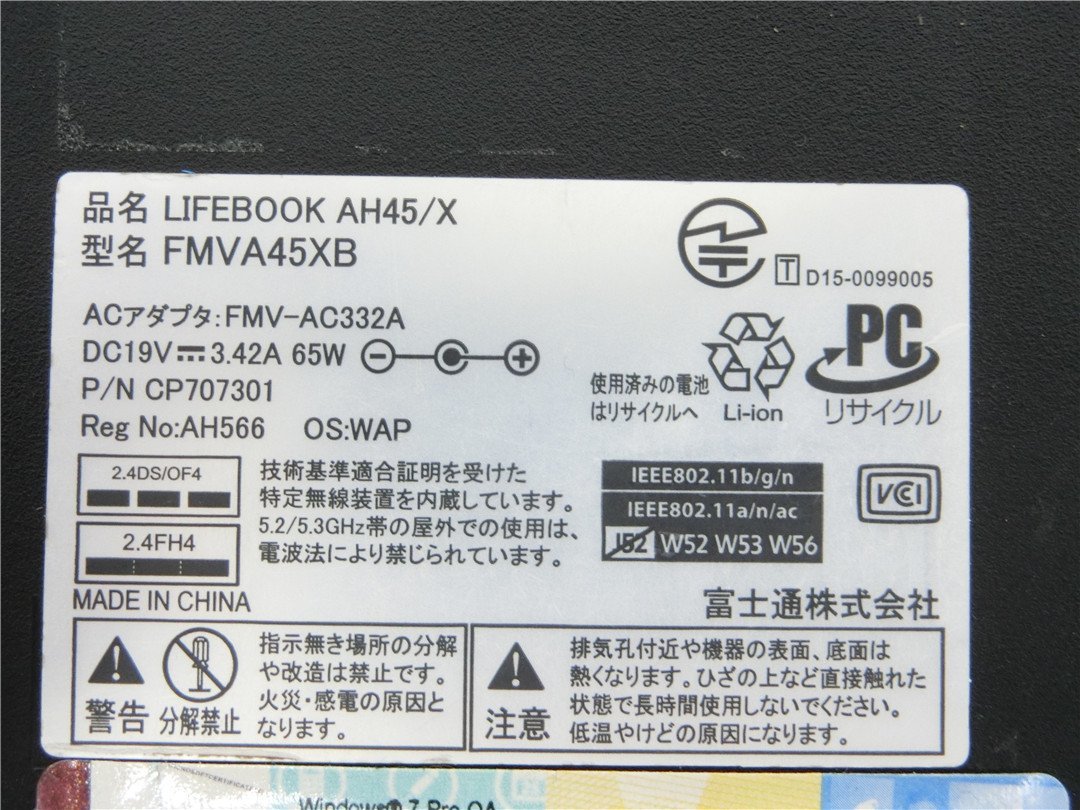 品名 LIFEBOOK AH45/X
型名 FMVA45XB
T D15-0099005
ACアダプタ:FMV-AC332A
DC19V 3.42A 65W
P/N CP707301
Reg No:AH566 OS:WAP
使用済みの電池
はリサイクルへ
Li-ion
PC
リサイクル
2.4DS/OF4
2.4FH4
技術基準適合証明を受けた
特定無線装置を内蔵しています。
5.2/5.3GHz帯の屋外での使用は、
電波法により禁じられています。
IEEE802.11b/g/n
IEEE802.11a/n/ac
J52 W52 W53 W56
VCI
MADE IN CHINA
富士通株式会社
警告
分解禁止
指示無き場所の分解
や改造は禁止です。
火災・感電の原因と
なります。
注意
排気孔付近や機器の表面、底面は
熱くなります。ひざの上など直接触れた
状態で長時間使用しないでください。
低温やけどの原因になります。
Windows® 7 Pro OA